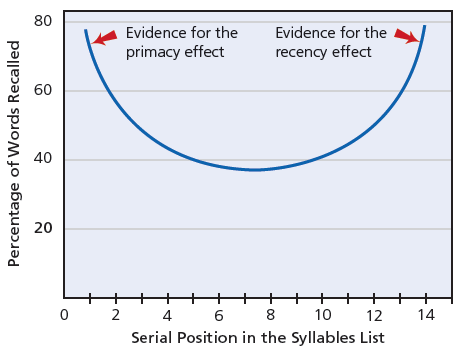 80
60
40
20
Percentage of Words Recalled
Evidence for the
primacy effect
Evidence for the
recency effect
0 2 4 6 8 10 12 14
Serial Position in the Syllables List